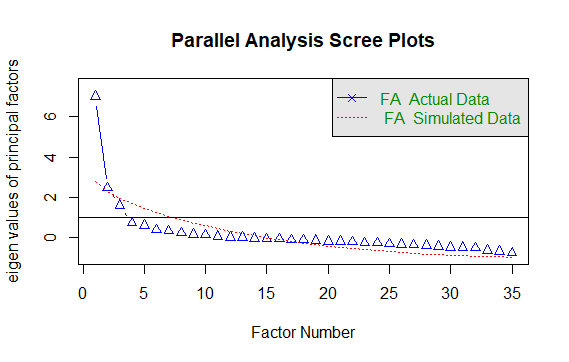 Parallel Analysis Scree Plots
eigen values of principal factors
6
4
2
0
FA Actual Data
FA Simulated Data
0 5 10 15 20 25 30 35
Factor Number